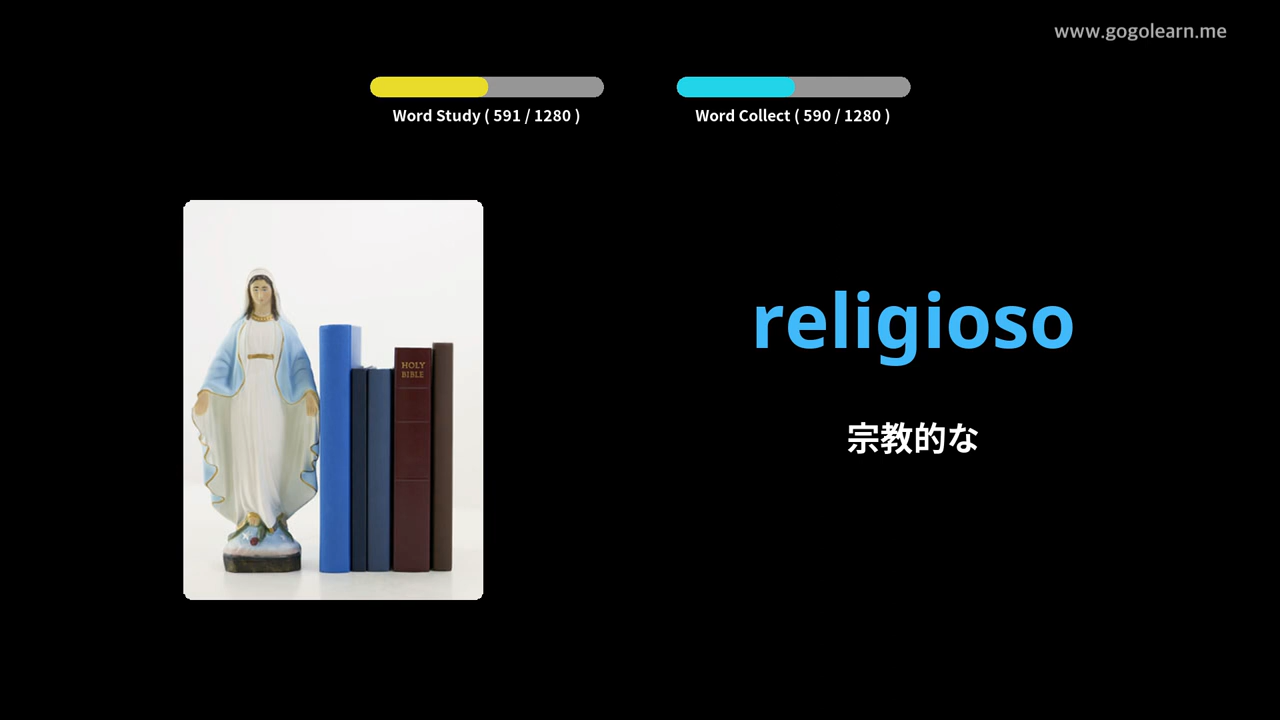 www.gogolearn.me
Word Study ( 591 / 1280 )
Word Collect ( 590 / 1280 )
HOLY
BIBLE
religioso
宗教的な